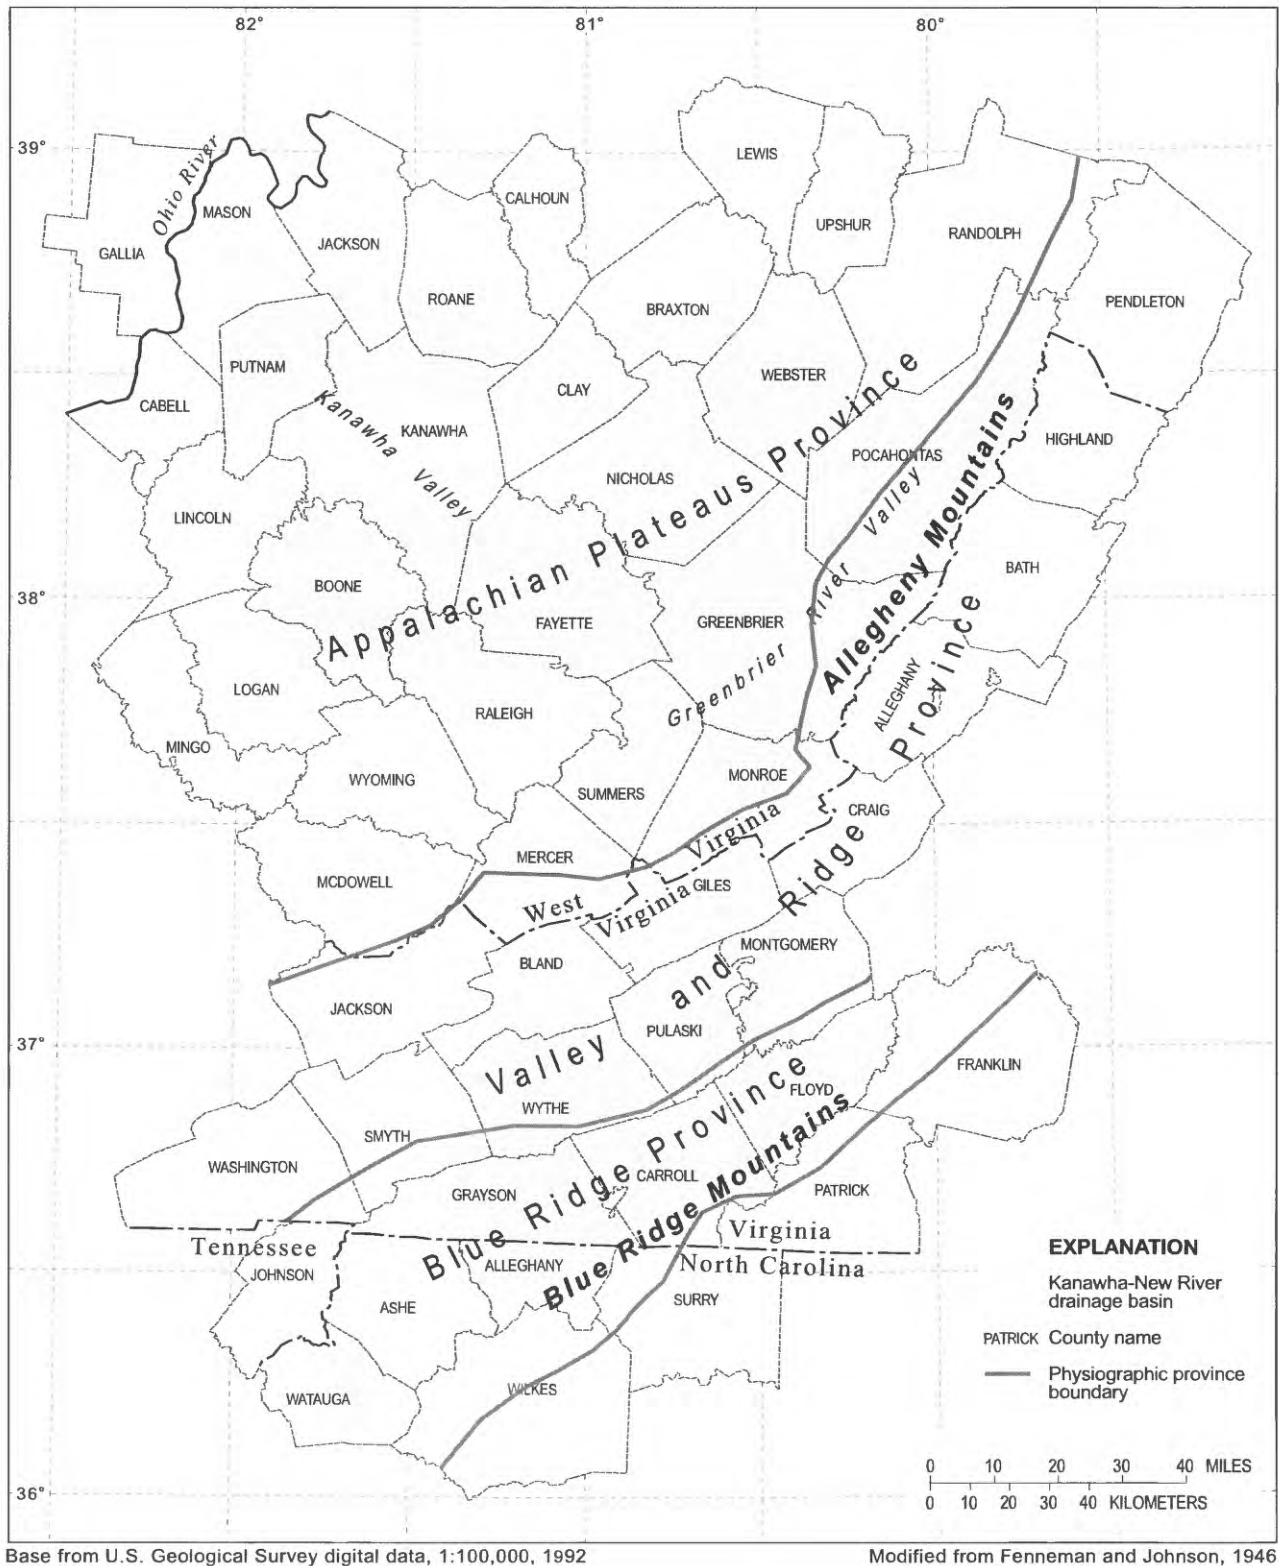 82°
81°
80°
39°
38°
37°
36°
Ohio River
LEWIS
CALHOUN
MASON
UPSHUR
RANDOLPH
GALLIA
JACKSON
ROANE
BRAXTON
PENDLETON
PUTNAM
WEBSTER
CLAY
CABELL
KANAWHA
Kanawha Valley
HIGHLAND
POCAHONTAS
NICHOLAS
LINCOLN
Appalachian Plateaus Province
Allegheny Mountains
BATH
BOONE
FAYETTE
GREENBRIER
Greenbrier River Valley
LOGAN
ALLEGHANY
RALEIGH
MINGO
WYOMING
SUMMERS
MONROE
CRAIG
MERCER
MCDOWELL
GILES
West Virginia
Virginia
Valley and Ridge Province
MONTGOMERY
BLAND
JACKSON
PULASKI
FRANKLIN
FLOYD
WYTHE
SMYTH
WASHINGTON
CARROLL
GRAYSON
PATRICK
Blue Ridge Province
Blue Ridge Mountains
Virginia
Tennessee
North Carolina
JOHNSON
ALLEGHANY
ASHE
SURRY
WATAUGA
WILKES
EXPLANATION
Kanawha-New River
drainage basin
PATRICK County name
Physiographic province
boundary
0 10 20 30 40 MILES
0 10 20 30 40 KILOMETERS
Base from U.S. Geological Survey digital data, 1:100,000, 1992
Modified from Fenneman and Johnson, 1946